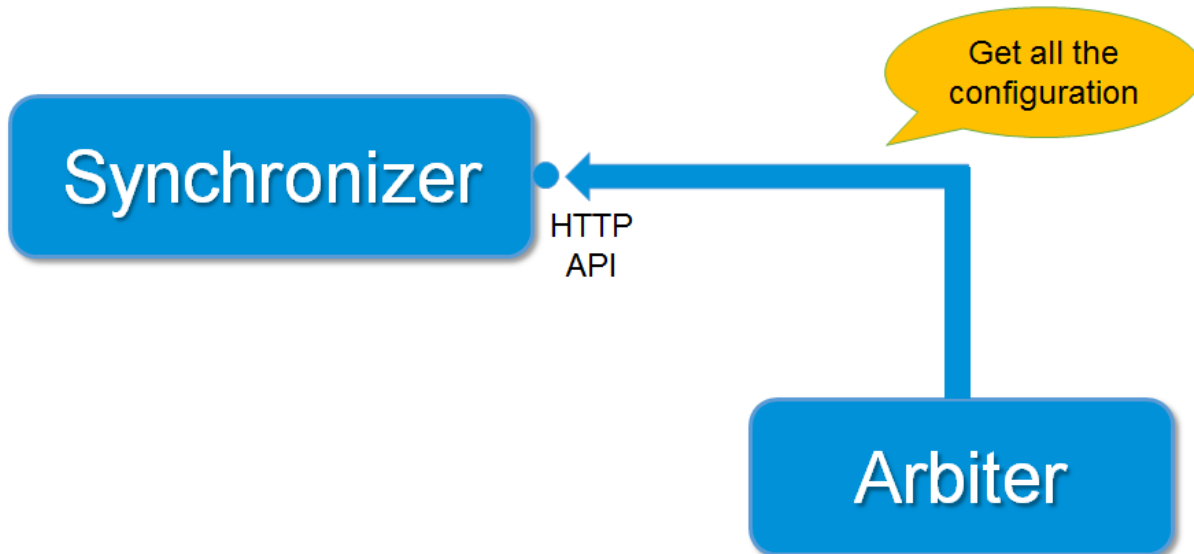 Get all the
configuration
Synchronizer
HTTP
API
Arbiter